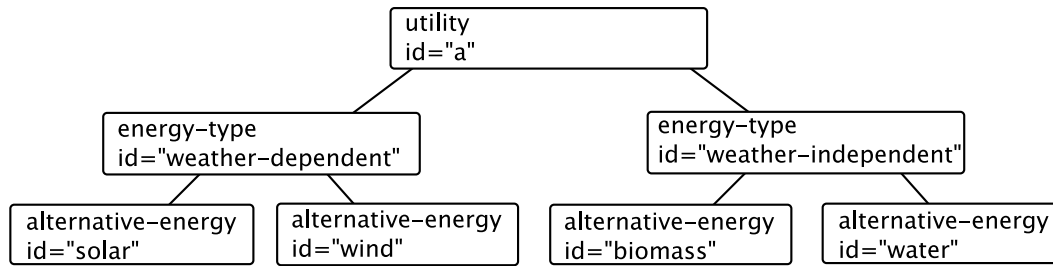 utility
id="a"
energy-type
id="weather-dependent"
energy-type
id="weather-independent"
alternative-energy
id="solar"
alternative-energy
id="wind"
alternative-energy
id="biomass"
alternative-energy
id="water"